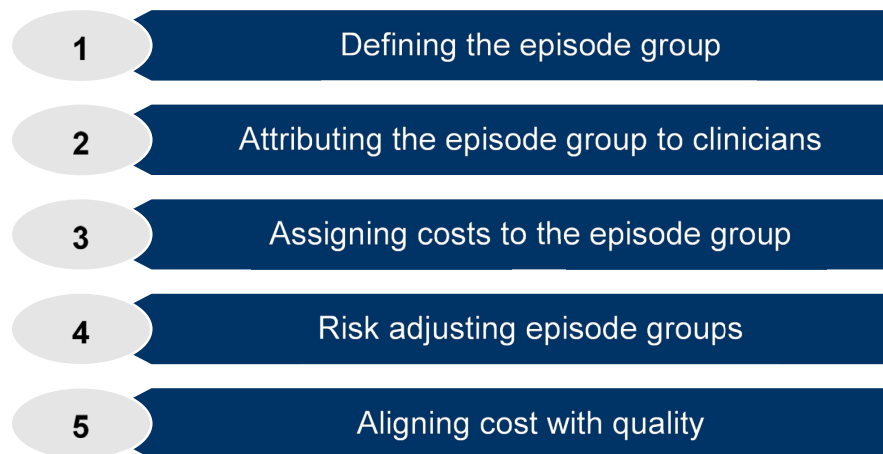 1 Defining the episode group
2 Attributing the episode group to clinicians
3 Assigning costs to the episode group
4 Risk adjusting episode groups
5 Aligning cost with quality